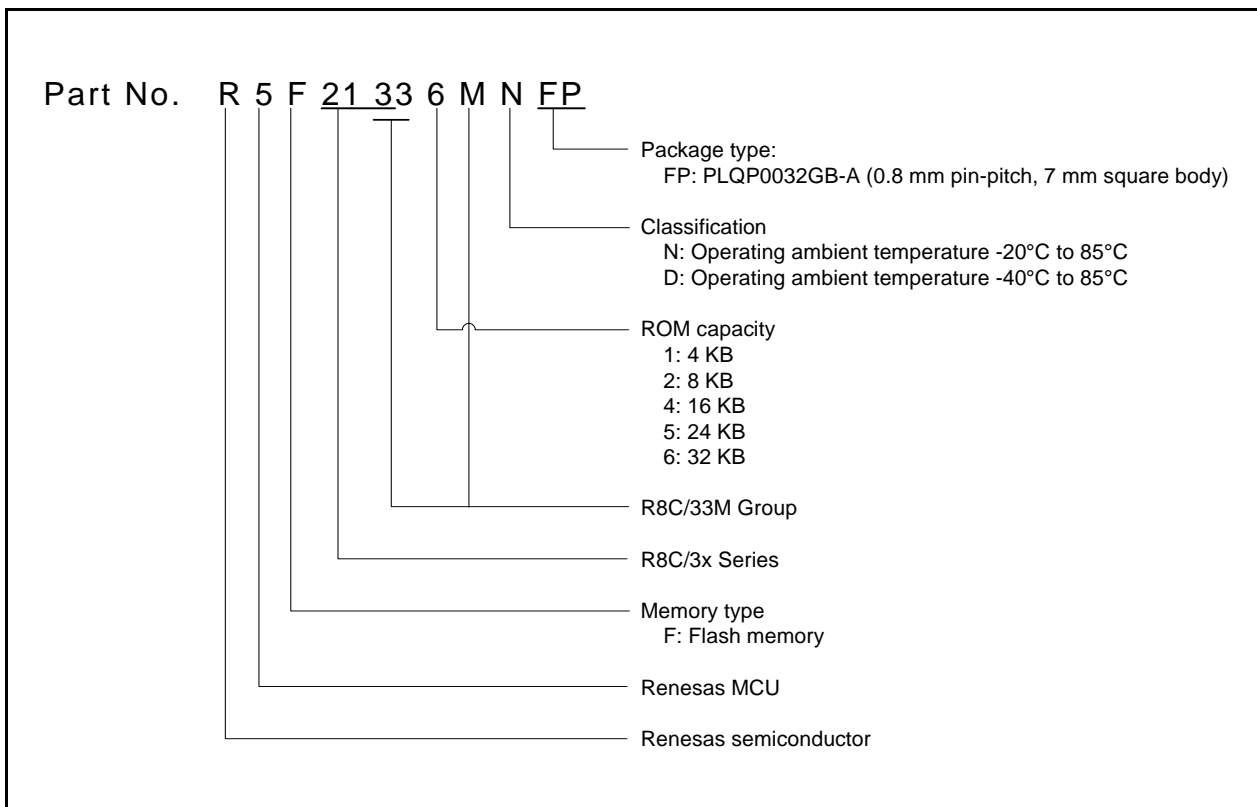 Part No. R 5 F 21 33 6 M N FP
Package type:
FP: PLQP0032GB-A (0.8 mm pin-pitch, 7 mm square body)
Classification
N: Operating ambient temperature -20°C to 85°C
D: Operating ambient temperature -40°C to 85°C
ROM capacity
1: 4 KB
2: 8 KB
4: 16 KB
5: 24 KB
6: 32 KB
R8C/33M Group
R8C/3x Series
Memory type
F: Flash memory
Renesas MCU
Renesas semiconductor